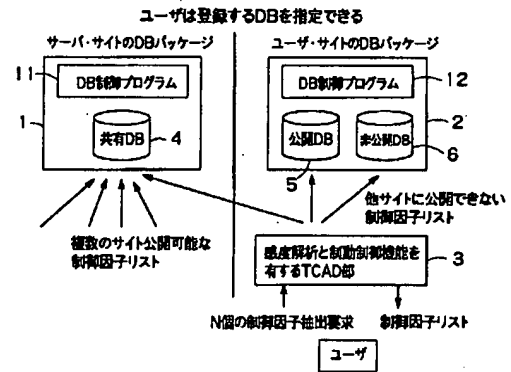 ユーザは登録するDBを指定できる
サーバ・サイトのDBパッケージ
ユーザ・サイトのDBパッケージ
11
DB制御プログラム
DB制御プログラム
12
1
共有DB
4
公開DB
非公開DB
2
5
6
複数のサイト公開可能な
制御因子リスト
他サイトに公開できない
制御因子リスト
感度解析と制動制御機能を
有するTCAD部
3
N個の制御因子抽出要求
制御因子リスト
ユーザ